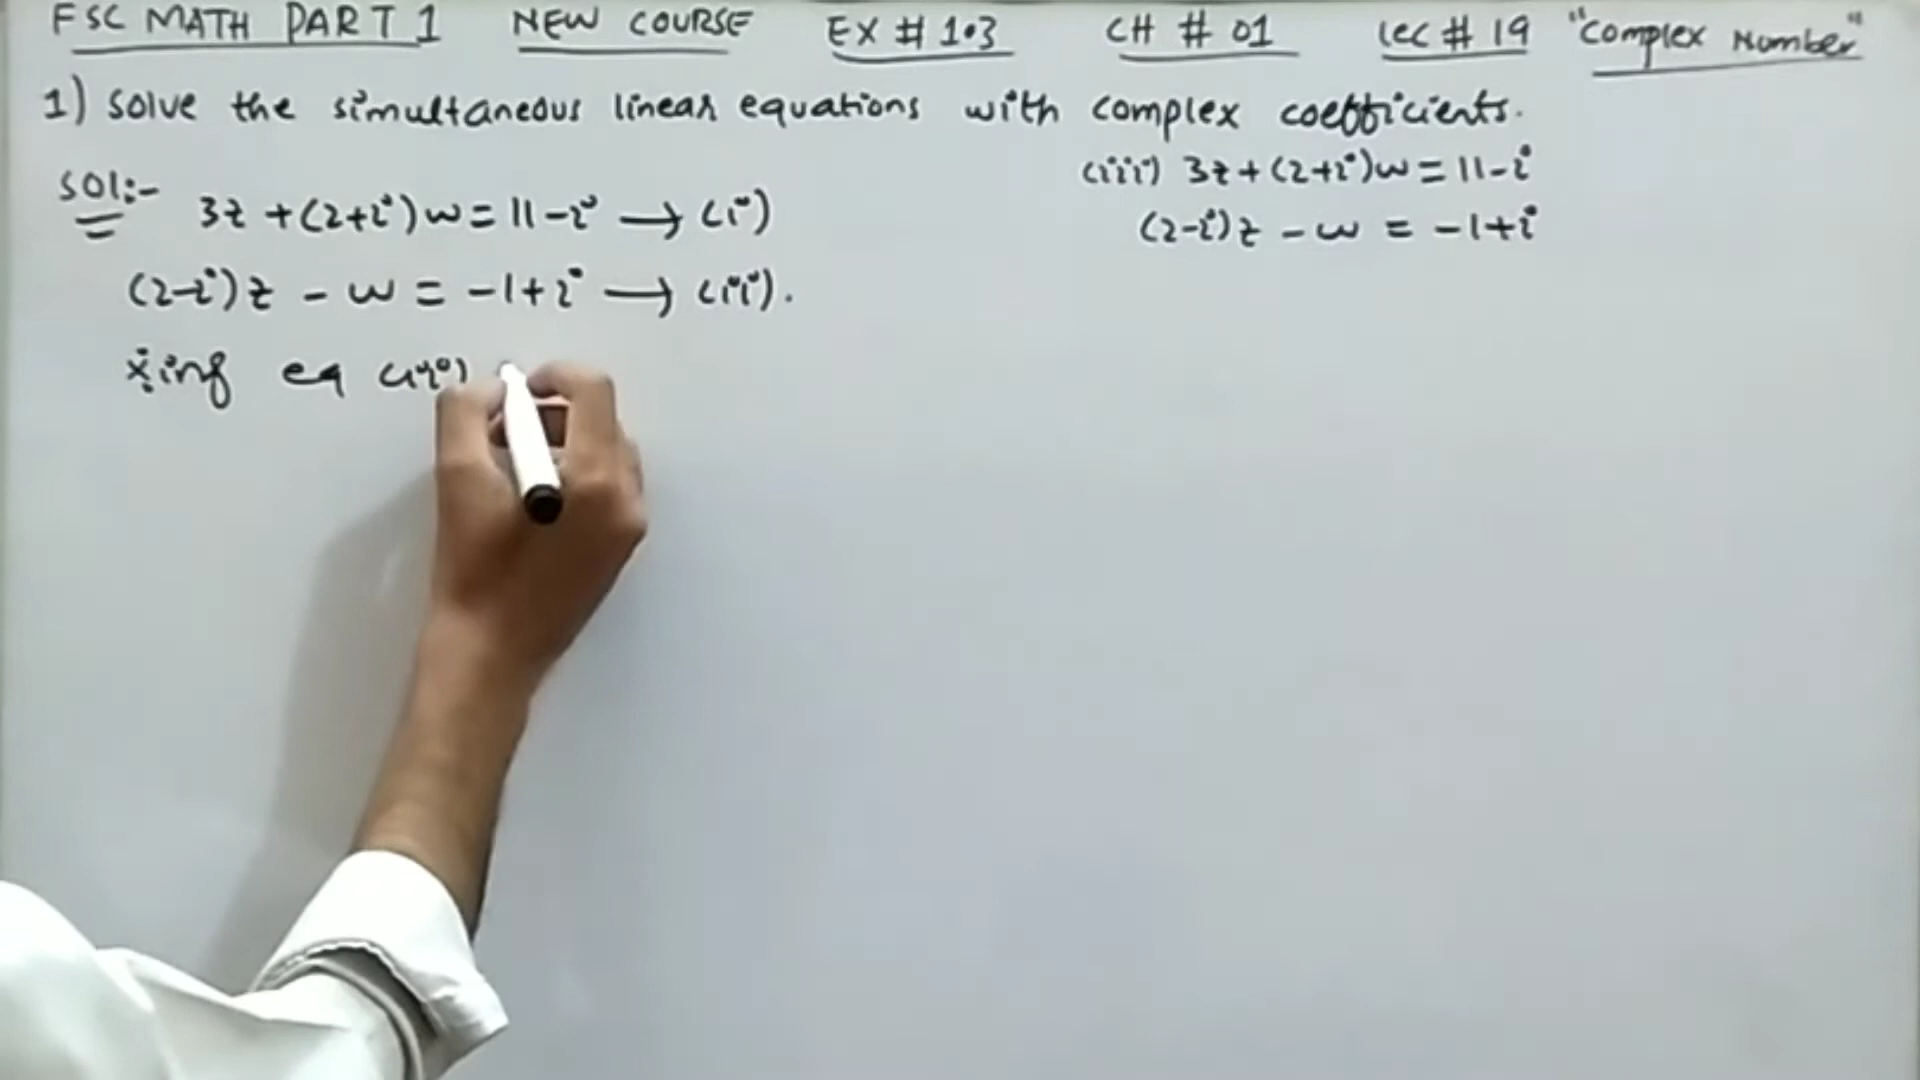 FSC MATH PART 1 NEW COURSE EX # 1.3 CH # 01 Lec # 19 "Complex Number"
1) Solve the simultaneous linear equations with complex coefficients.
(iii) 3z + (2+i)w = 11-i
(2-i)z - w = -1+i
Sol:- 3z + (2+i)w = 11-i → (i)
(2-i)z - w = -1+i → (ii).
×ing eq (ii)